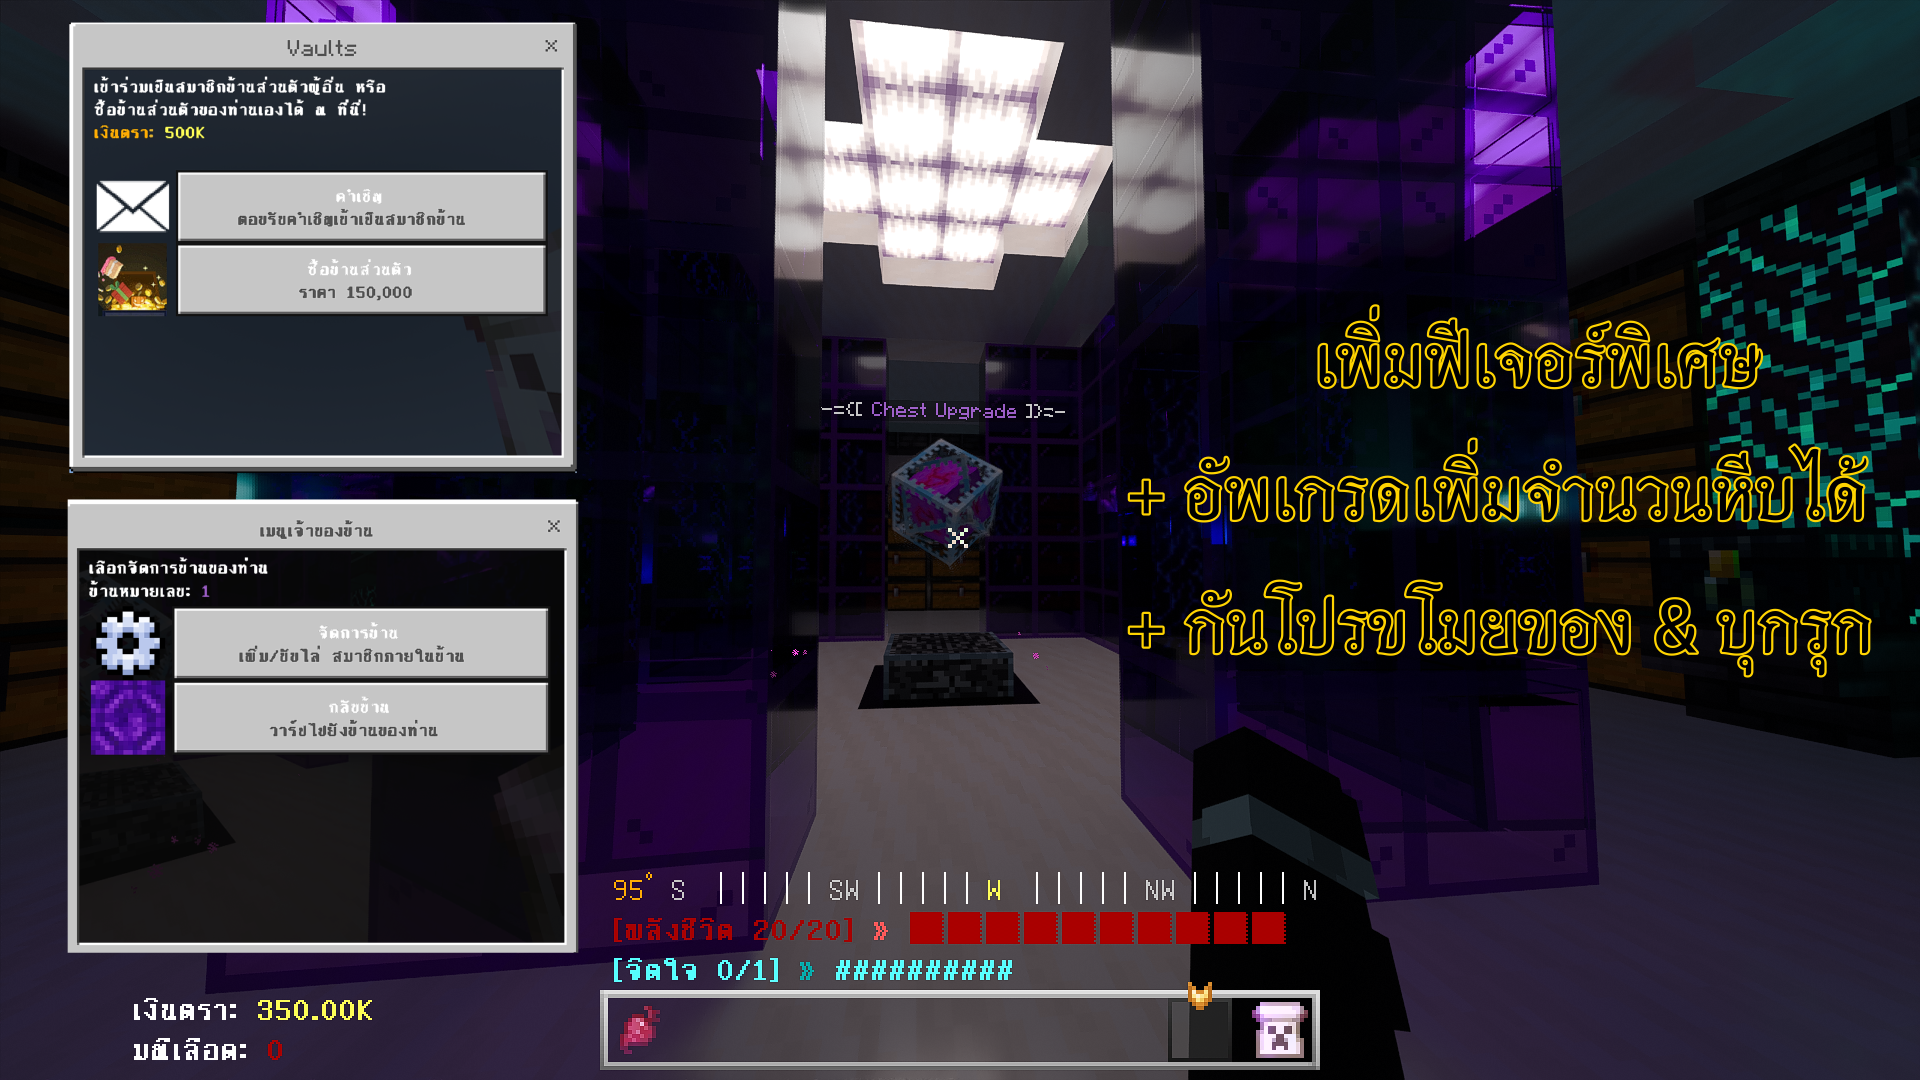 Vaults
เข้าร่วมเป็นสมาชิกบ้านส่วนตัวผู้อื่น หรือ
ซื้อบ้านส่วนตัวของท่านเองได้ ณ ที่นี่!
เงินตรา: 500K
คำเชิญ
ตอบรับคำเชิญเข้าเป็นสมาชิกบ้าน
ซื้อบ้านส่วนตัว
ราคา 150,000
เมนูเจ้าของบ้าน
เลือกจัดการบ้านของท่าน
บ้านหมายเลข: 1
จัดการบ้าน
เพิ่ม/ขับไล่ สมาชิกภายในบ้าน
กลับบ้าน
วาร์ปไปยังบ้านของท่าน
-={[ Chest Upgrade ]}=-
เพิ่มฟีเจอร์พิเศษ
+ อัพเกรดเพิ่มจำนวนหีบได้
+ กันโปรขโมยของ & บุกรุก
95° S | | | | | SW | | | | | W | | | | | NW | | | | | N
[พลังชีวิต 20/20] »
[จิตใจ 0/1] » ##########
เงินตรา: 350.00K
มณีเลือด: 0